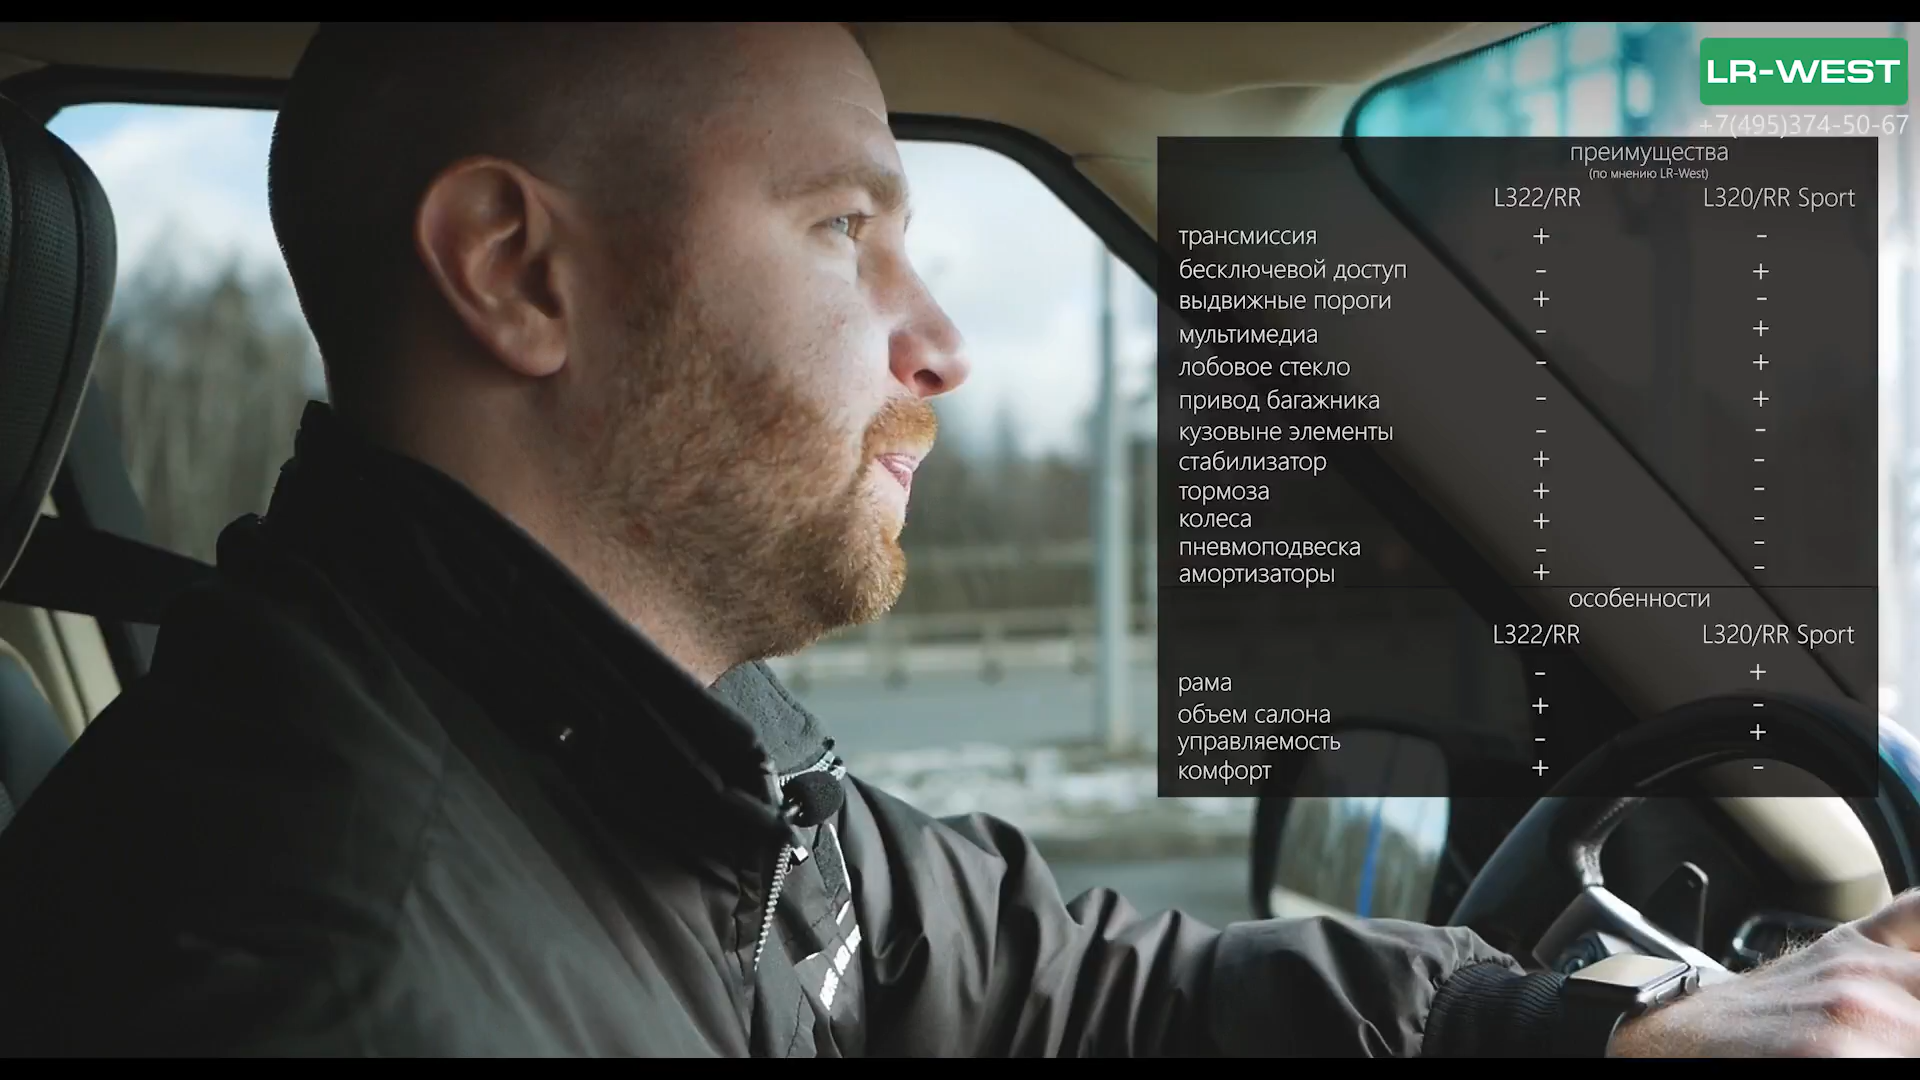 LR-WEST
+7(495)374-50-67
преимущества
(по мнению LR-West)
L322/RR L320/RR Sport
трансмиссия + -
бесключевой доступ - +
выдвижные пороги + -
мультимедиа - +
лобовое стекло - +
привод багажника - +
кузовыне элементы - -
стабилизатор + -
тормоза + -
колеса + -
пневмоподвеска - -
амортизаторы + -
особенности
L322/RR L320/RR Sport
рама - +
объем салона + -
управляемость - +
комфорт + -